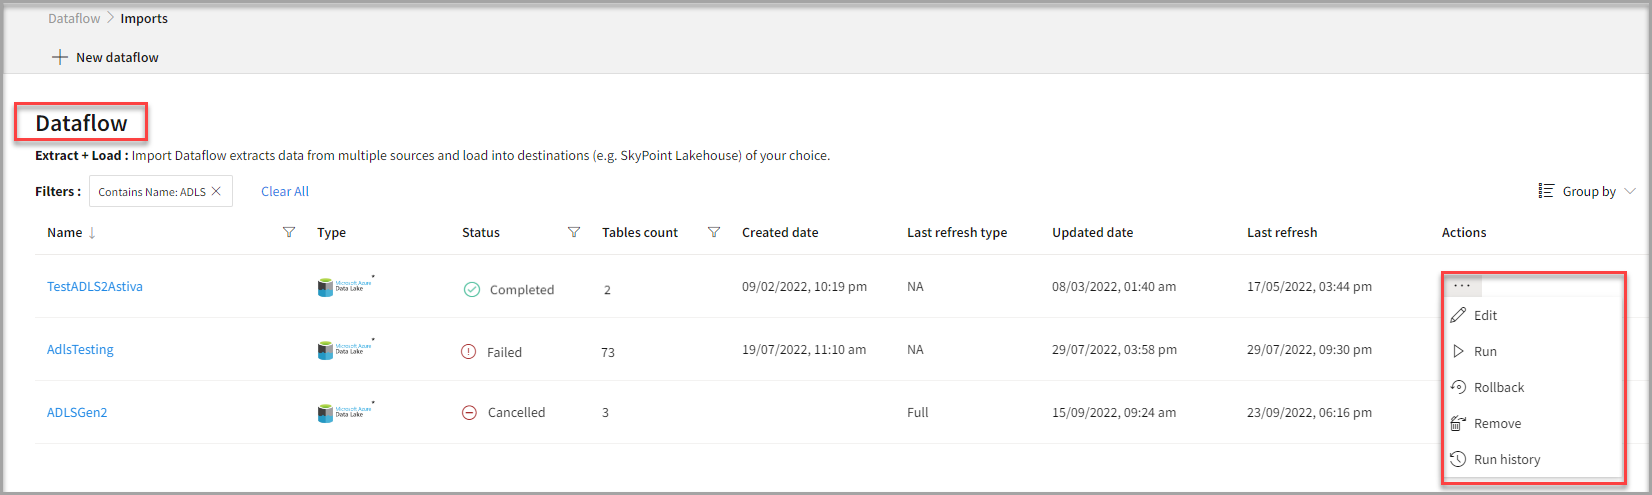 Dataflow > Imports
New dataflow
Dataflow
Extract + Load : Import Dataflow extracts data from multiple sources and load into destinations (e.g. SkyPoint Lakehouse) of your choice.
Filters : Contains Name: ADLS × Clear All Group by
Name ↓ Type Status Tables count Created date Last refresh type Updated date Last refresh Actions
TestADLS2Astiva Microsoft Azure Data Lake Completed 2 09/02/2022, 10:19 pm NA 08/03/2022, 01:40 am 17/05/2022, 03:44 pm ...
Edit
AdlsTesting Microsoft Azure Data Lake Failed 73 19/07/2022, 11:10 am NA 29/07/2022, 03:58 pm 29/07/2022, 09:30 pm Run
Rollback
ADLSGen2 Microsoft Azure Data Lake Cancelled 3 Full 15/09/2022, 09:24 am 23/09/2022, 06:16 pm
Remove
Run history